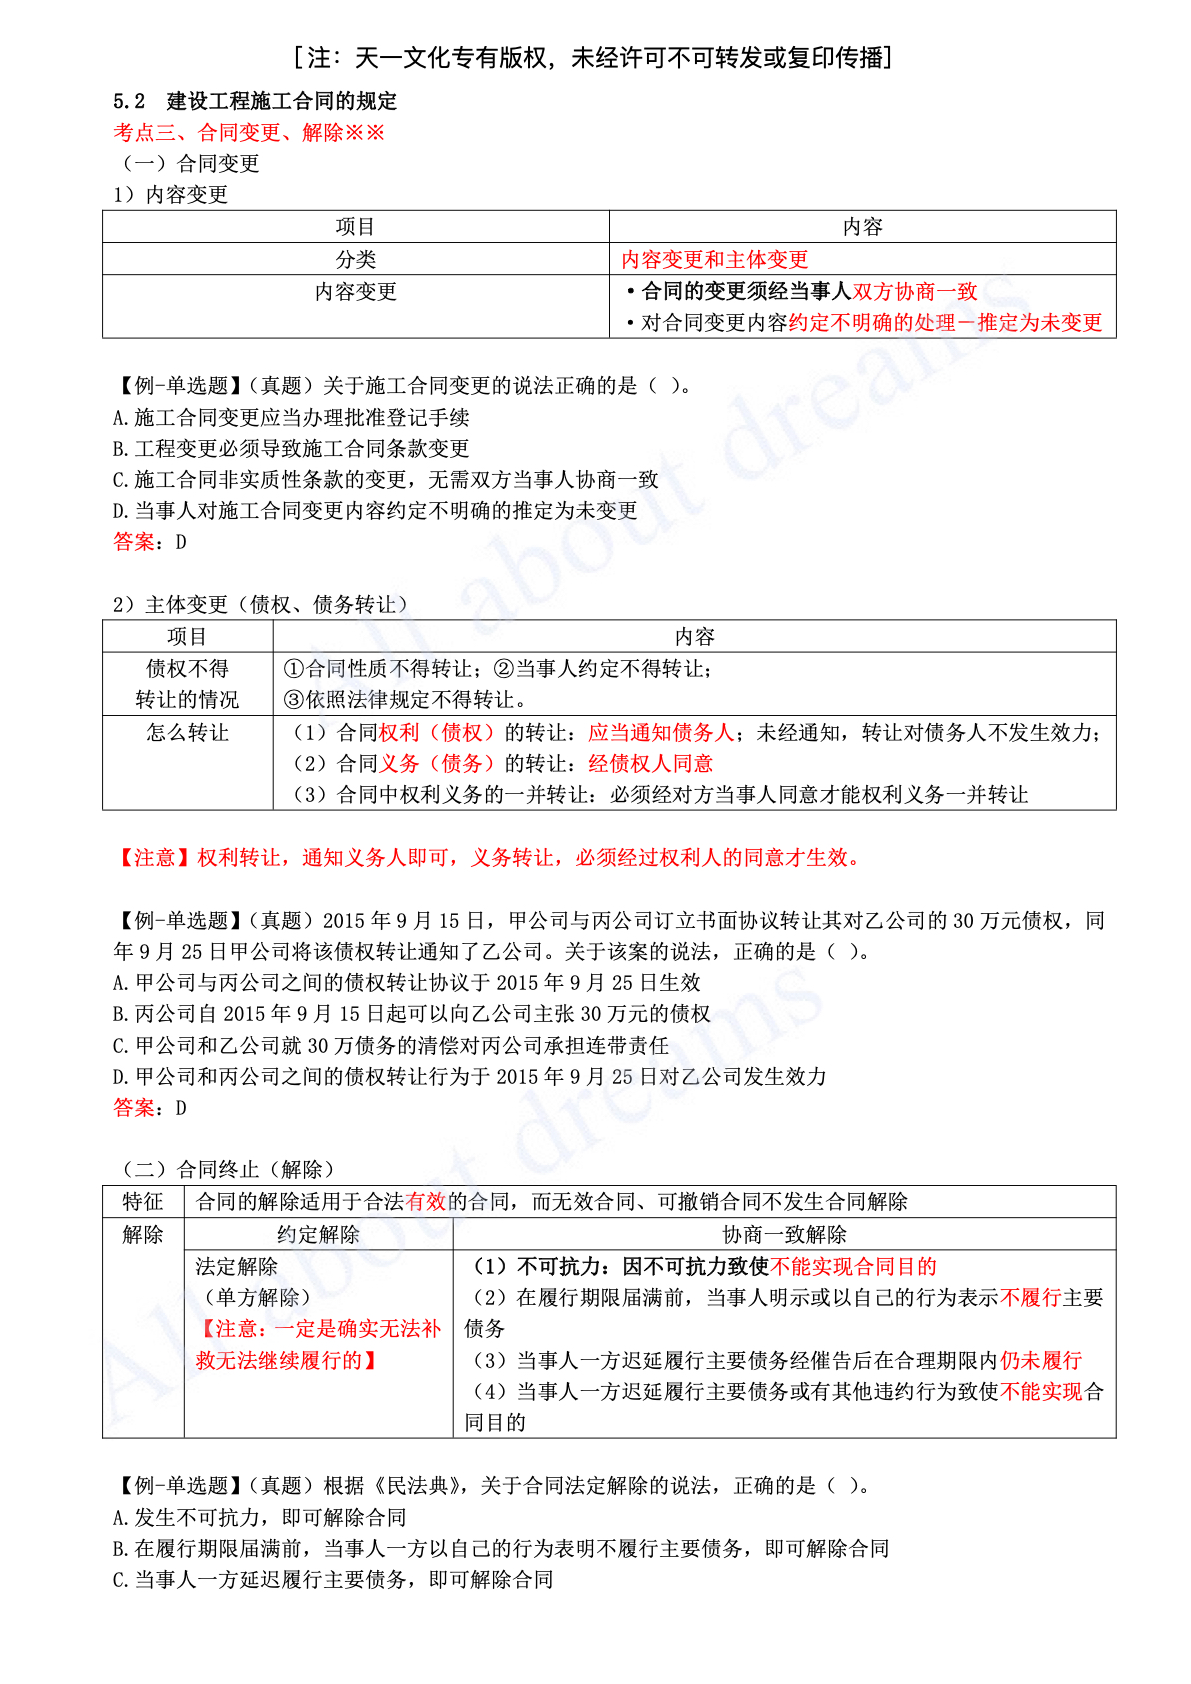 [注：天一文化专有版权，未经许可不可转发或复印传播]
5.2 建设工程施工合同的规定
考点三、合同变更、解除※※
（一）合同变更
1）内容变更
项目 内容
分类 内容变更和主体变更
内容变更 ·合同的变更须经当事人双方协商一致
·对合同变更内容约定不明确的处理－推定为未变更
【例-单选题】（真题）关于施工合同变更的说法正确的是（ ）。
A.施工合同变更应当办理批准登记手续
B.工程变更必须导致施工合同条款变更
C.施工合同非实质性条款的变更，无需双方当事人协商一致
D.当事人对施工合同变更内容约定不明确的推定为未变更
答案：D
2）主体变更（债权、债务转让）
项目 内容
债权不得 ①合同性质不得转让；②当事人约定不得转让；
转让的情况 ③依照法律规定不得转让。
怎么转让 （1）合同权利（债权）的转让：应当通知债务人；未经通知，转让对债务人不发生效力；
（2）合同义务（债务）的转让：经债权人同意
（3）合同中权利义务的一并转让：必须经对方当事人同意才能权利义务一并转让
【注意】权利转让，通知义务人即可，义务转让，必须经过权利人的同意才生效。
【例-单选题】（真题）2015 年 9 月 15 日，甲公司与丙公司订立书面协议转让其对乙公司的 30 万元债权，同
年 9 月 25 日甲公司将该债权转让通知了乙公司。关于该案的说法，正确的是（ ）。
A.甲公司与丙公司之间的债权转让协议于 2015 年 9 月 25 日生效
B.丙公司自 2015 年 9 月 15 日起可以向乙公司主张 30 万元的债权
C.甲公司和乙公司就 30 万债务的清偿对丙公司承担连带责任
D.甲公司和丙公司之间的债权转让行为于 2015 年 9 月 25 日对乙公司发生效力
答案：D
（二）合同终止（解除）
特征 合同的解除适用于合法有效的合同，而无效合同、可撤销合同不发生合同解除
解除 约定解除 协商一致解除
法定解除 （1）不可抗力：因不可抗力致使不能实现合同目的
（单方解除） （2）在履行期限届满前，当事人明示或以自己的行为表示不履行主要
【注意：一定是确实无法补 债务
救无法继续履行的】 （3）当事人一方迟延履行主要债务经催告后在合理期限内仍未履行
（4）当事人一方迟延履行主要债务或有其他违约行为致使不能实现合
同目的
【例-单选题】（真题）根据《民法典》，关于合同法定解除的说法，正确的是（ ）。
A.发生不可抗力，即可解除合同
B.在履行期限届满前，当事人一方以自己的行为表明不履行主要债务，即可解除合同
C.当事人一方延迟履行主要债务，即可解除合同
All about dreams
All about dreams